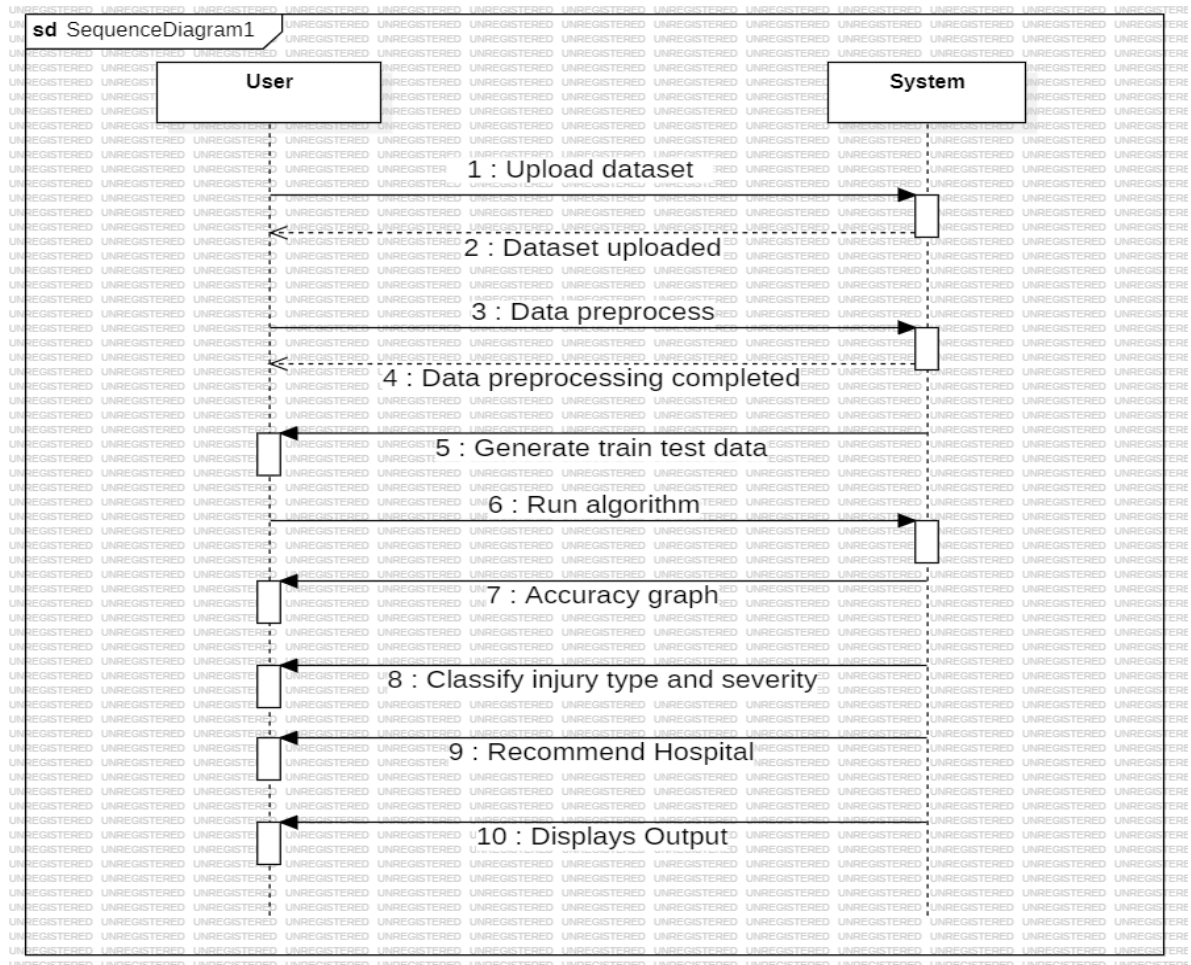 sd SequenceDiagram1
User
System
1 : Upload dataset
2 : Dataset uploaded
3 : Data preprocess
4 : Data preprocessing completed
5 : Generate train test data
6 : Run algorithm
7 : Accuracy graph
8 : Classify injury type and severity
9 : Recommend Hospital
10 : Displays Output
UNREGISTERED